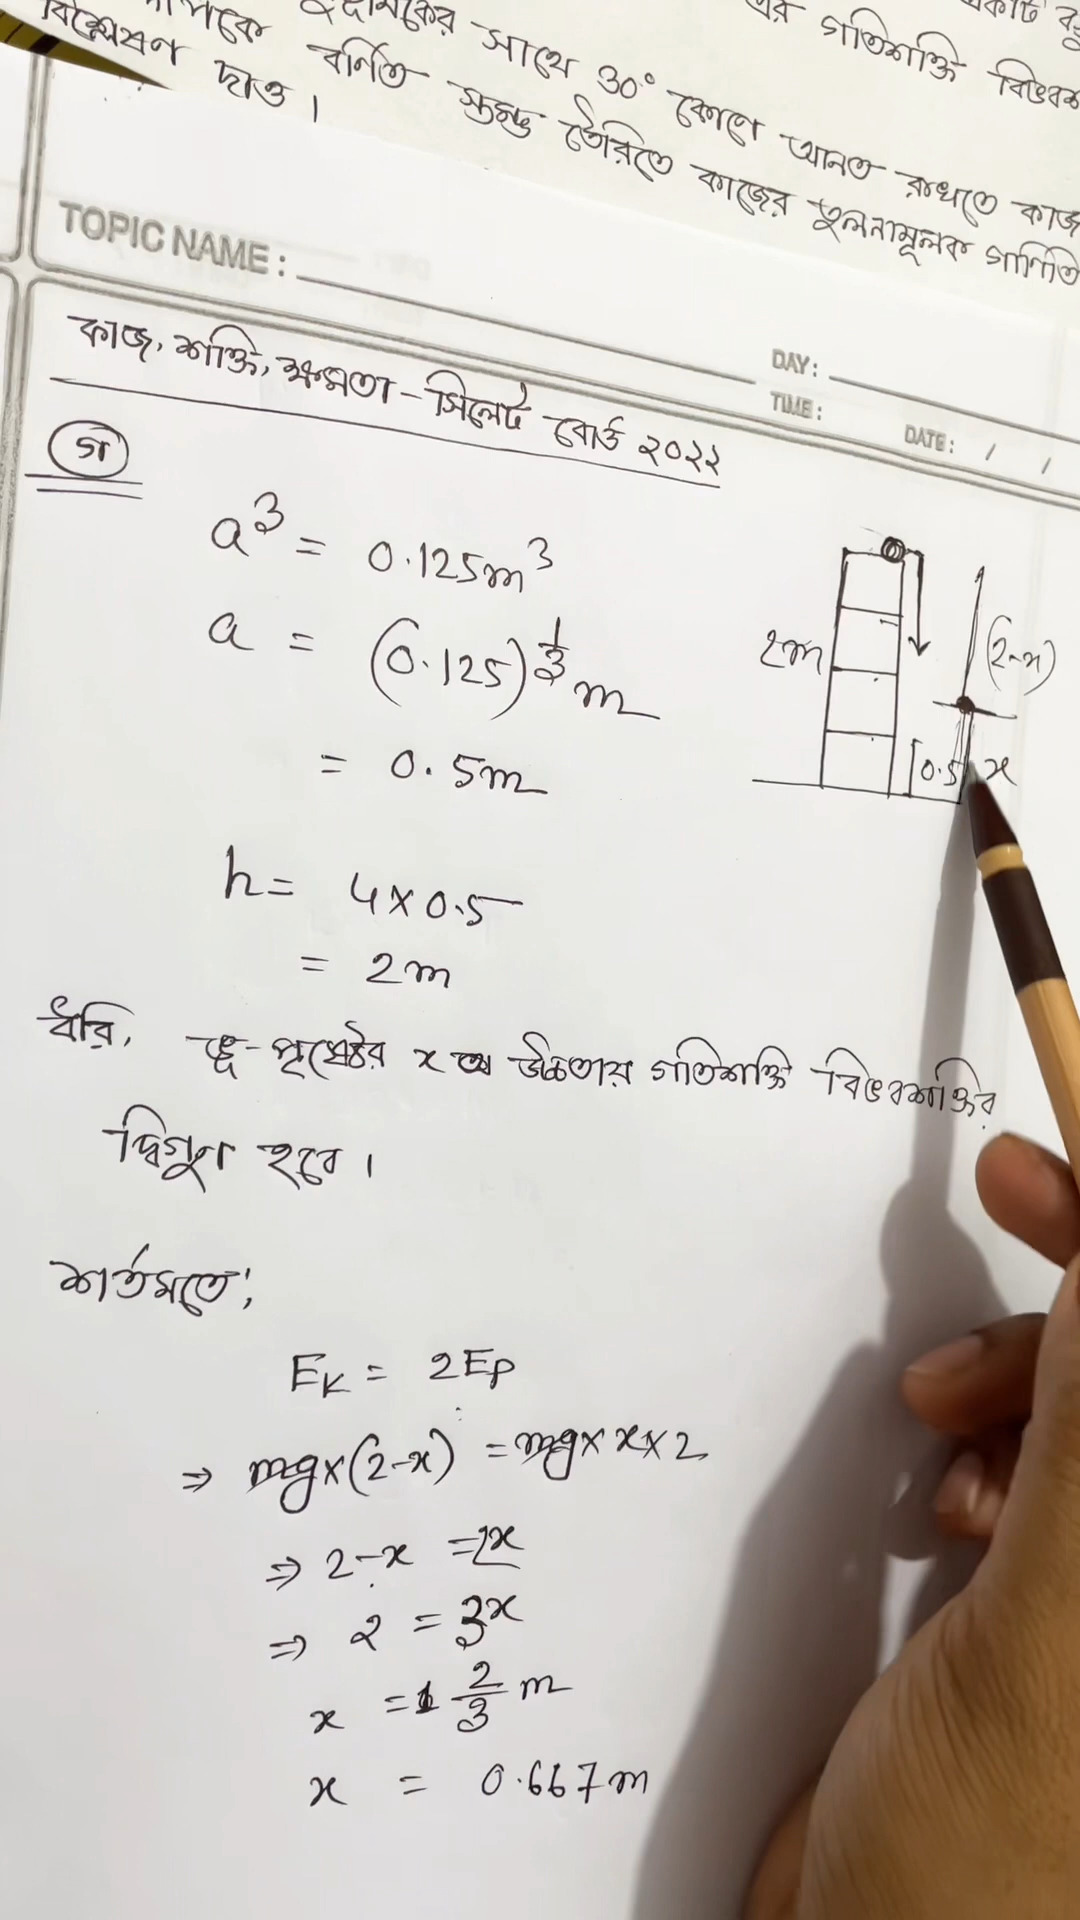 এর গতিশক্তি বিভবশ
একটি
দামকের সাথে 30° কোণে আনত রাখতে কাজ
পকে বর্ণিত স্তম্ভ তৈরিতে কাজের তুলনামূলক গাণিতি
বিশ্লেষণ দাও।
TOPIC NAME :
DAY :
TIME :
DATE : / /
কাজ, শক্তি, ক্ষমতা - সিলেট বোর্ড ২০২২
গ
a³ = 0.125m³
a = (0.125)^⅓ m
= 0.5m
2m
(2-x)
0.5
x
h = 4×0.5
= 2m
ধরি, ভূ-পৃষ্ঠের x উচ্চতায় গতিশক্তি বিভবশক্তির
দ্বিগুণ হবে।
শর্তমতে,
Eₖ = 2Eₚ
⇒ mg×(2-x) = mg×x×2
⇒ 2-x = 2x
⇒ 2 = 3x
x = 2/3 m
x = 0.667m